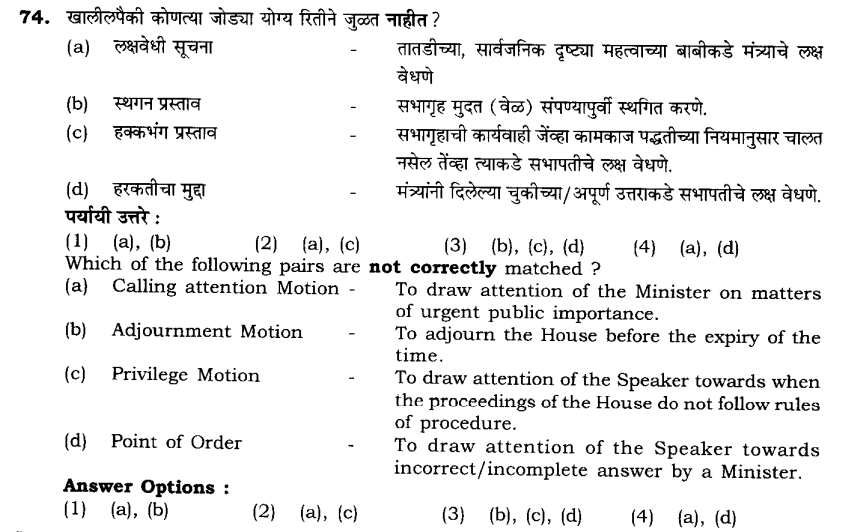 74. खालीलपैकी कोणत्या जोड्या योग्य रितीने जुळत नाहीत ?
(a) लक्षवेधी सूचना - तातडीच्या, सार्वजनिक दृष्ट्या महत्वाच्या बाबीकडे मंत्र्याचे लक्ष
वेधणे
(b) स्थगन प्रस्ताव - सभागृह मुदत (वेळ) संपण्यापुर्वी स्थगित करणे.
(c) हक्कभंग प्रस्ताव - सभागृहाची कार्यवाही जेंव्हा कामकाज पद्धतीच्या नियमानुसार चालत
नसेल तेंव्हा त्याकडे सभापतीचे लक्ष वेधणे.
(d) हरकतीचा मुद्दा - मंत्र्यांनी दिलेल्या चुकीच्या/अपूर्ण उत्तराकडे सभापतीचे लक्ष वेधणे.
पर्यायी उत्तरे :
(1) (a), (b) (2) (a), (c) (3) (b), (c), (d) (4) (a), (d)
Which of the following pairs are not correctly matched ?
(a) Calling attention Motion - To draw attention of the Minister on matters
of urgent public importance.
(b) Adjournment Motion - To adjourn the House before the expiry of the
time.
(c) Privilege Motion - To draw attention of the Speaker towards when
the proceedings of the House do not follow rules
of procedure.
(d) Point of Order - To draw attention of the Speaker towards
incorrect/incomplete answer by a Minister.
Answer Options :
(1) (a), (b) (2) (a), (c) (3) (b), (c), (d) (4) (a), (d)